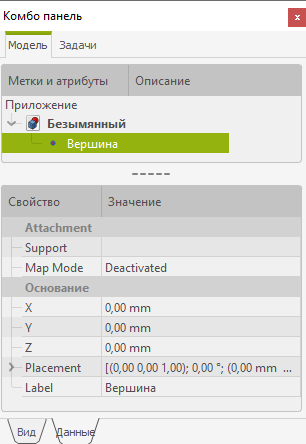 Комбо панель
Модель Задачи
Метки и атрибуты Описание
Приложение
Безымянный
Вершина
Свойство Значение
Attachment
Support
Map Mode Deactivated
Основание
X 0,00 mm
Y 0,00 mm
Z 0,00 mm
Placement [(0,00 0,00 1,00); 0,00 °; (0,00 mm ...
Label Вершина
Вид Данные